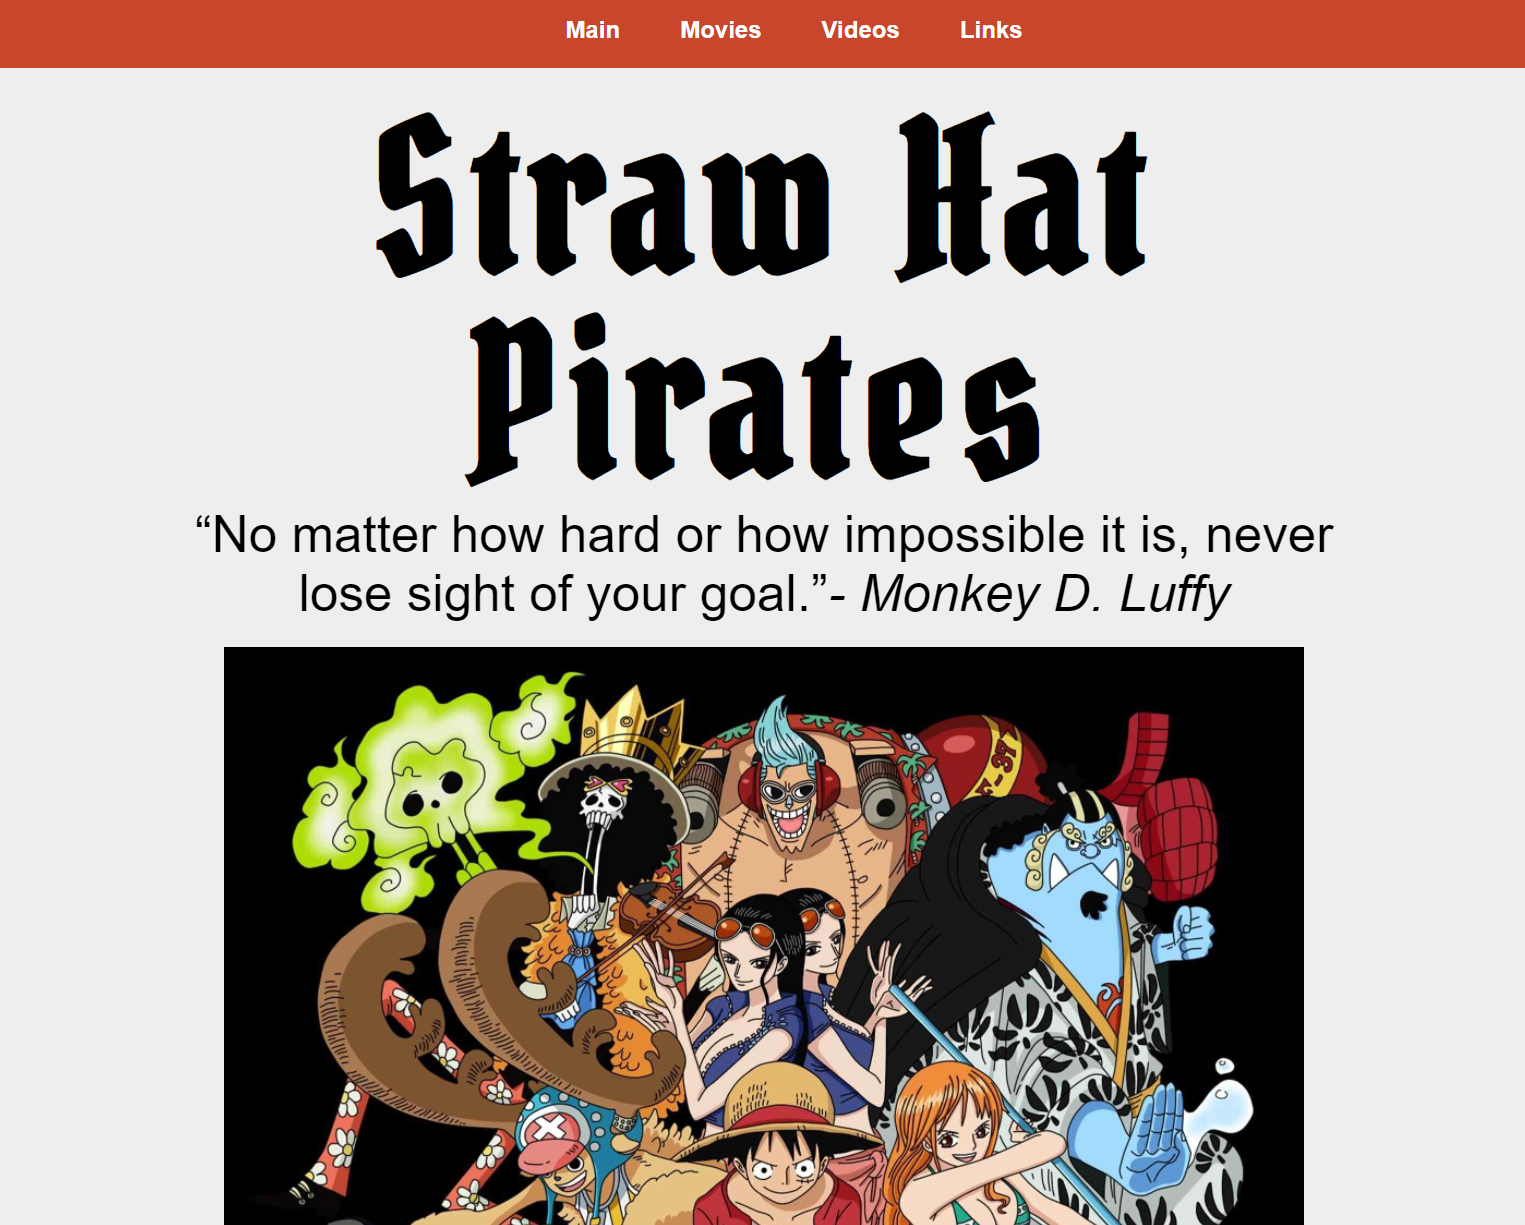 Main Movies Videos Links
Straw Hat
Pirates
“No matter how hard or how impossible it is, never
lose sight of your goal.”- Monkey D. Luffy
F-37